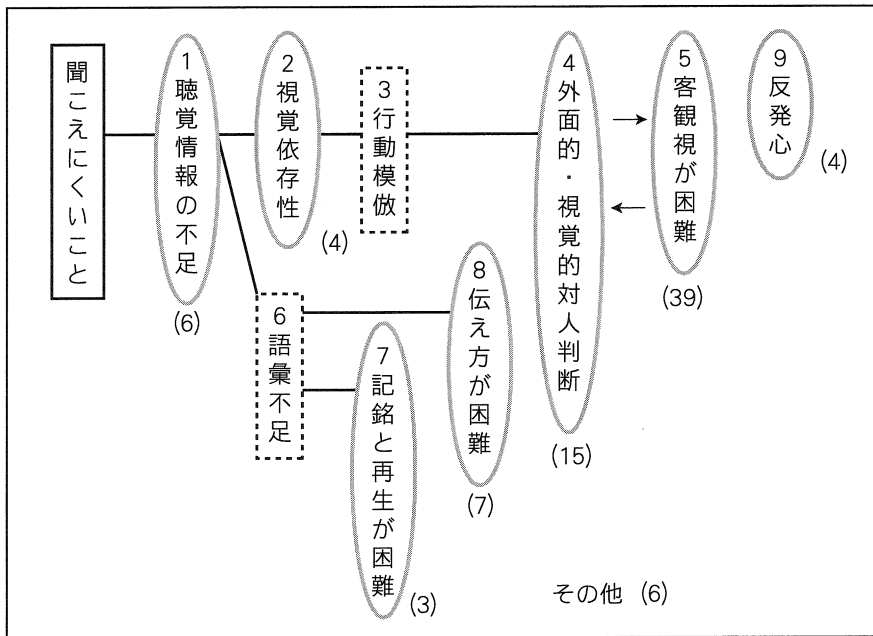 聞こえにくいこと
1 聴覚情報の不足
(6)
2 視覚依存性
(4)
3 行動模倣
4 外面的・視覚的対人判断
(15)
5 客観視が困難
(39)
9 反発心
(4)
6 語彙不足
7 記銘と再生が困難
(3)
8 伝え方が困難
(7)
その他 (6)